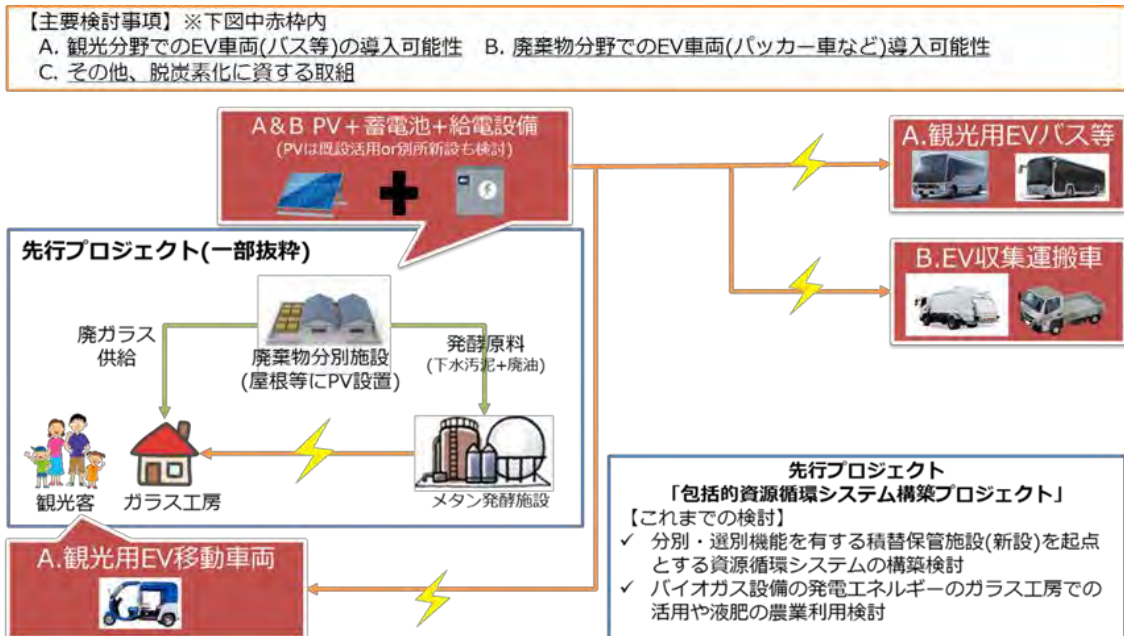 【主要検討事項】※下図中赤枠内
A. 観光分野でのEV車両(バス等)の導入可能性 B. 廃棄物分野でのEV車両(パッカー車など)導入可能性
C. その他、脱炭素化に資する取組
A&B PV+蓄電池+給電設備
(PVは既設活用or別所新設も検討)
A.観光用EVバス等
B.EV収集運搬車
先行プロジェクト(一部抜粋)
廃ガラス
供給
廃棄物分別施設
(屋根等にPV設置)
発酵原料
(下水汚泥+廃油)
観光客
ガラス工房
メタン発酵施設
A.観光用EV移動車両
先行プロジェクト
「包括的資源循環システム構築プロジェクト」
【これまでの検討】
✓ 分別・選別機能を有する積替保管施設(新設)を起点
とする資源循環システムの構築検討
✓ バイオガス設備の発電エネルギーのガラス工房での
活用や液肥の農業利用検討